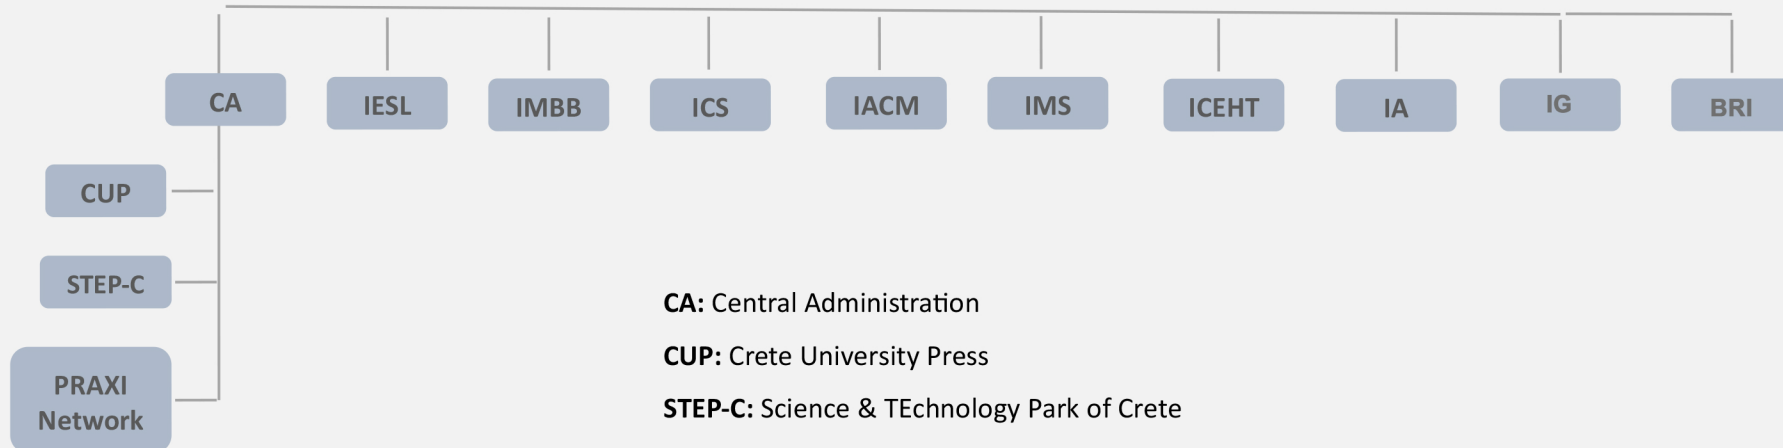 CA
IESL
IMBB
ICS
IACM
IMS
ICEHT
IA
IG
BRI
CUP
STEP-C
PRAXI
Network
CA: Central Administration
CUP: Crete University Press
STEP-C: Science & TEchnology Park of Crete